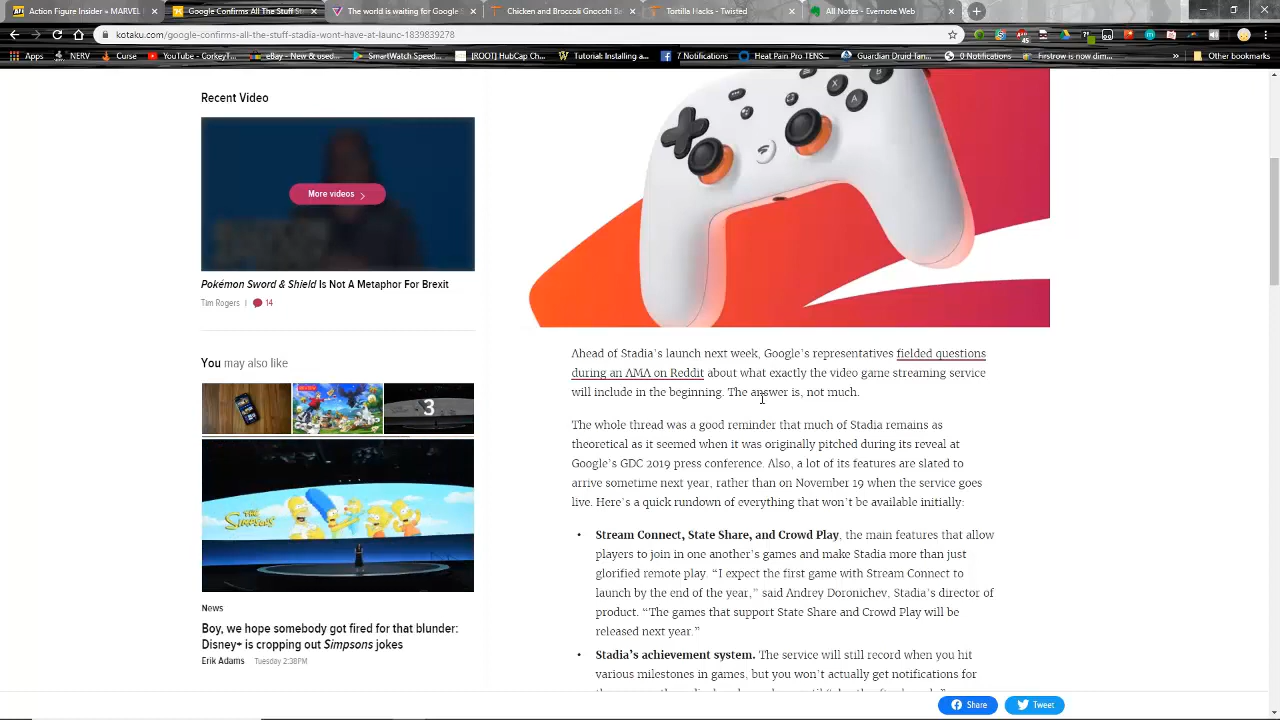 Action Figure Insider » MARVEL
Google Confirms All The Stuff St
The world is waiting for Google
Chicken and Broccoli Gnocchi
Tortilla Hacks - Twisted
All Notes - Evernote Web
kotaku.com/google-confirms-all-the-stuff-stadia-wont-have-at-launc-1839899278
Apps
NERV
Curse
YouTube - CorkeyT...
eBay - New & used...
SmartWatch Speed...
[ROOT] HubCap Ch...
Tutorial: Installing a...
7 Notifications
Heat Pain Pro TENS...
Guardian Druid Tan...
0 Notifications
Firstrow is now dim...
Other bookmarks
Recent Video
More videos
Pokémon Sword & Shield Is Not A Metaphor For Brexit
Tim Rogers | 14
You may also like
3
THE
SIMPSONS
News
Boy, we hope somebody got fired for that blunder:
Disney+ is cropping out Simpsons jokes
Erik Adams Tuesday 2:38PM
X
Y
B
A
Ahead of Stadia's launch next week, Google's representatives fielded questions
during an AMA on Reddit about what exactly the video game streaming service
will include in the beginning. The answer is, not much.
The whole thread was a good reminder that much of Stadia remains as
theoretical as it seemed when it was originally pitched during its reveal at
Google's GDC 2019 press conference. Also, a lot of its features are slated to
arrive sometime next year, rather than on November 19 when the service goes
live. Here's a quick rundown of everything that won't be available initially:
• Stream Connect, State Share, and Crowd Play, the main features that allow
players to join in one another's games and make Stadia more than just
glorified remote play. “I expect the first game with Stream Connect to
launch by the end of the year,” said Andrey Doronichev, Stadia's director of
product. “The games that support State Share and Crowd Play will be
released next year.”
• Stadia's achievement system. The service will still record when you hit
various milestones in games, but you won't actually get notifications for
Share
Tweet